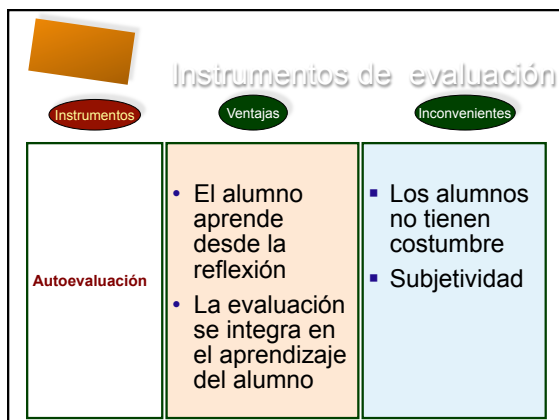 Instrumentos de evaluación
Instrumentos
Ventajas
Inconvenientes
Autoevaluación
• El alumno
aprende
desde la
reflexión
• La evaluación
se integra en
el aprendizaje
del alumno
▪ Los alumnos
no tienen
costumbre
▪ Subjetividad